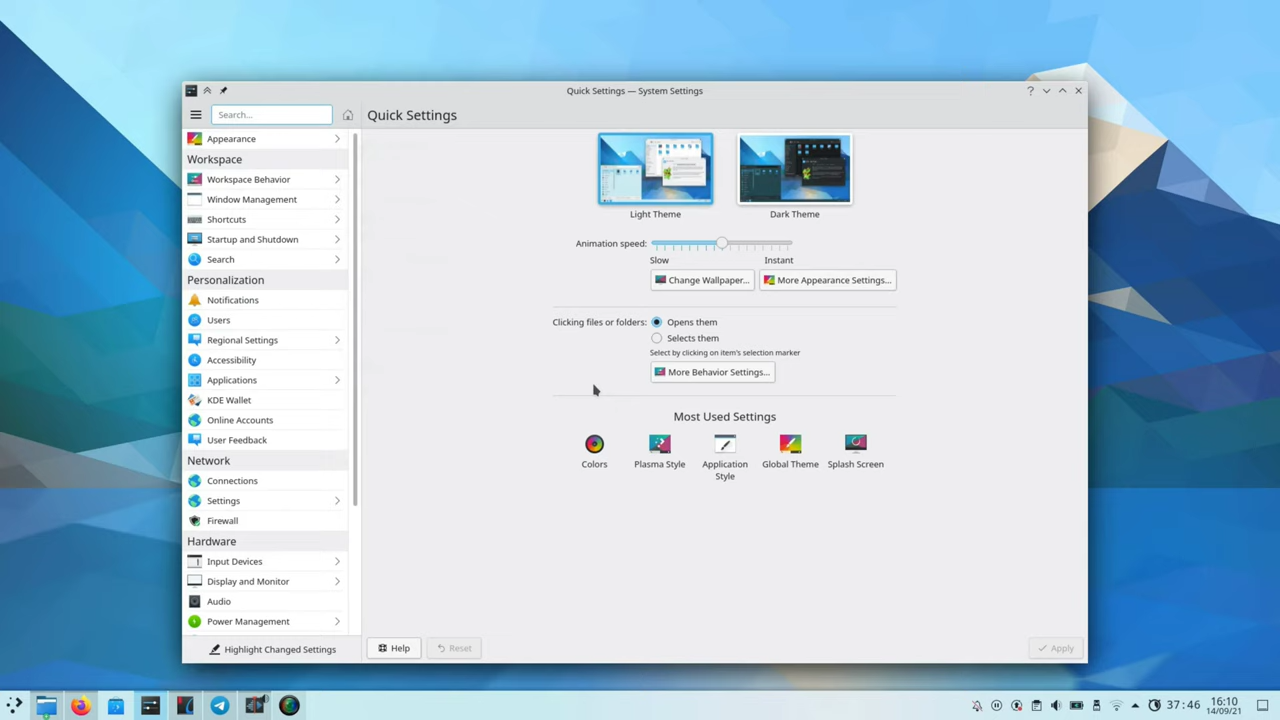 Quick Settings — System Settings
Search...
Quick Settings
Appearance
Workspace
Workspace Behavior
Window Management
Shortcuts
Startup and Shutdown
Search
Personalization
Notifications
Users
Regional Settings
Accessibility
Applications
KDE Wallet
Online Accounts
User Feedback
Network
Connections
Settings
Firewall
Hardware
Input Devices
Display and Monitor
Audio
Power Management
Highlight Changed Settings
Light Theme
Dark Theme
Animation speed:
Slow
Instant
Change Wallpaper...
More Appearance Settings...
Clicking files or folders:
Opens them
Selects them
Select by clicking on item's selection marker
More Behavior Settings...
Most Used Settings
Colors
Plasma Style
Application
Style
Global Theme
Splash Screen
Help
Reset
Apply
37:46
16:10
14/09/21